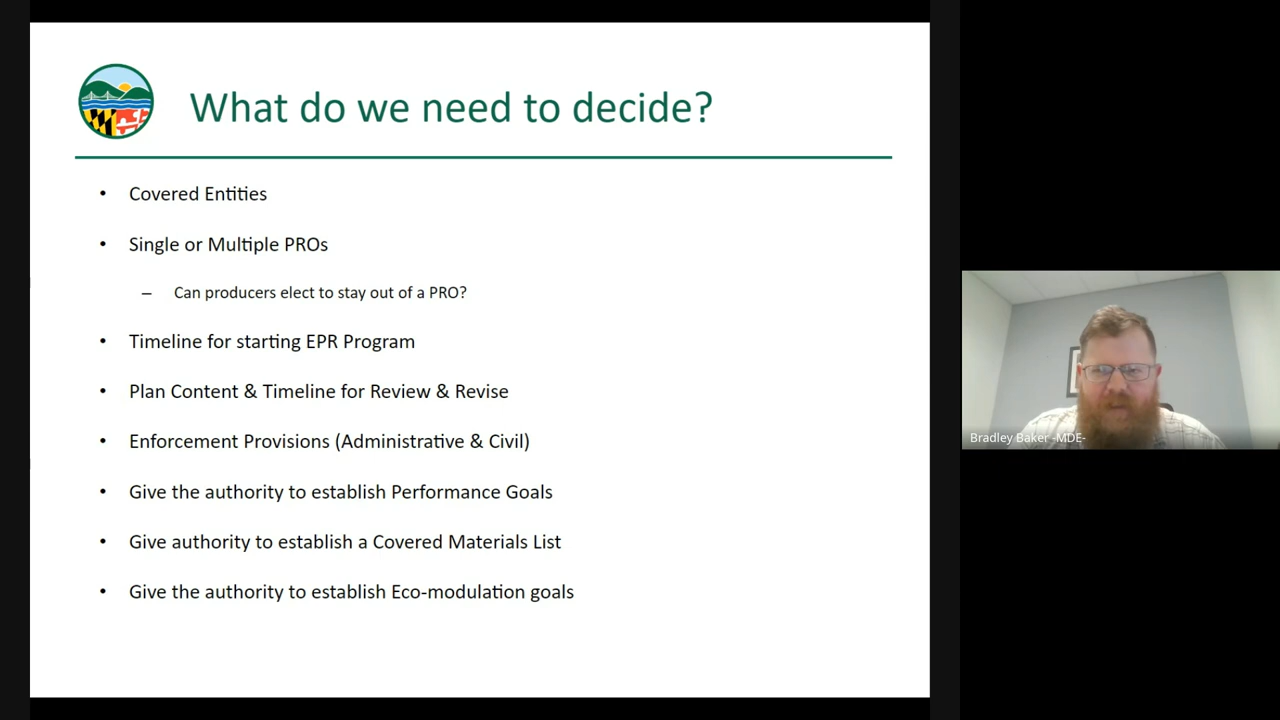 What do we need to decide?
• Covered Entities
• Single or Multiple PROs
– Can producers elect to stay out of a PRO?
• Timeline for starting EPR Program
• Plan Content & Timeline for Review & Revise
• Enforcement Provisions (Administrative & Civil)
• Give the authority to establish Performance Goals
• Give authority to establish a Covered Materials List
• Give the authority to establish Eco-modulation goals
Bradley Baker -MDE-